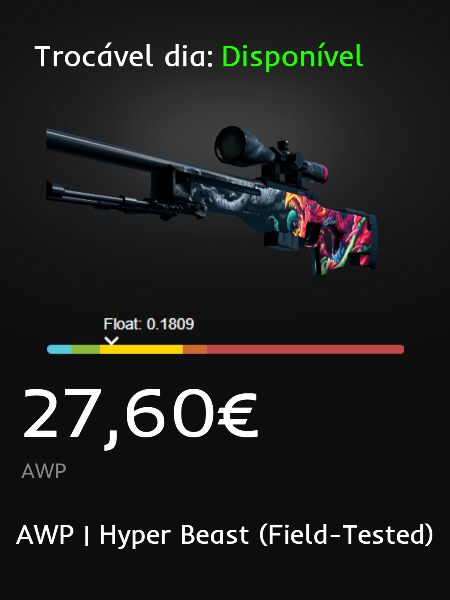 Trocável dia: Disponível
Float: 0.1809
27,60€
AWP
AWP | Hyper Beast (Field-Tested)